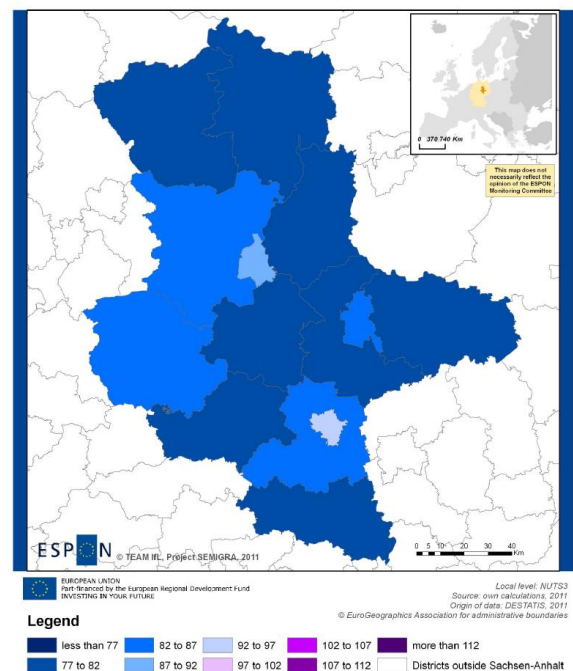 0 370 740 Km
This map does not
necessarily reflect the
opinion of the ESPON
Monitoring Committee
ESPON
© TEAM IfL, Project SEMIGRA, 2011
0 5 10 20 30 40
Km
EUROPEAN UNION
Part-financed by the European Regional Development Fund
INVESTING IN YOUR FUTURE
Local level: NUTS3
Source: own calculations, 2011
Origin of data: DESTATIS, 2011
© EuroGeographics Association for administrative boundaries
Legend
less than 77 82 to 87 92 to 97 102 to 107 more than 112
77 to 82 87 to 92 97 to 102 107 to 112 Districts outside Sachsen-Anhalt